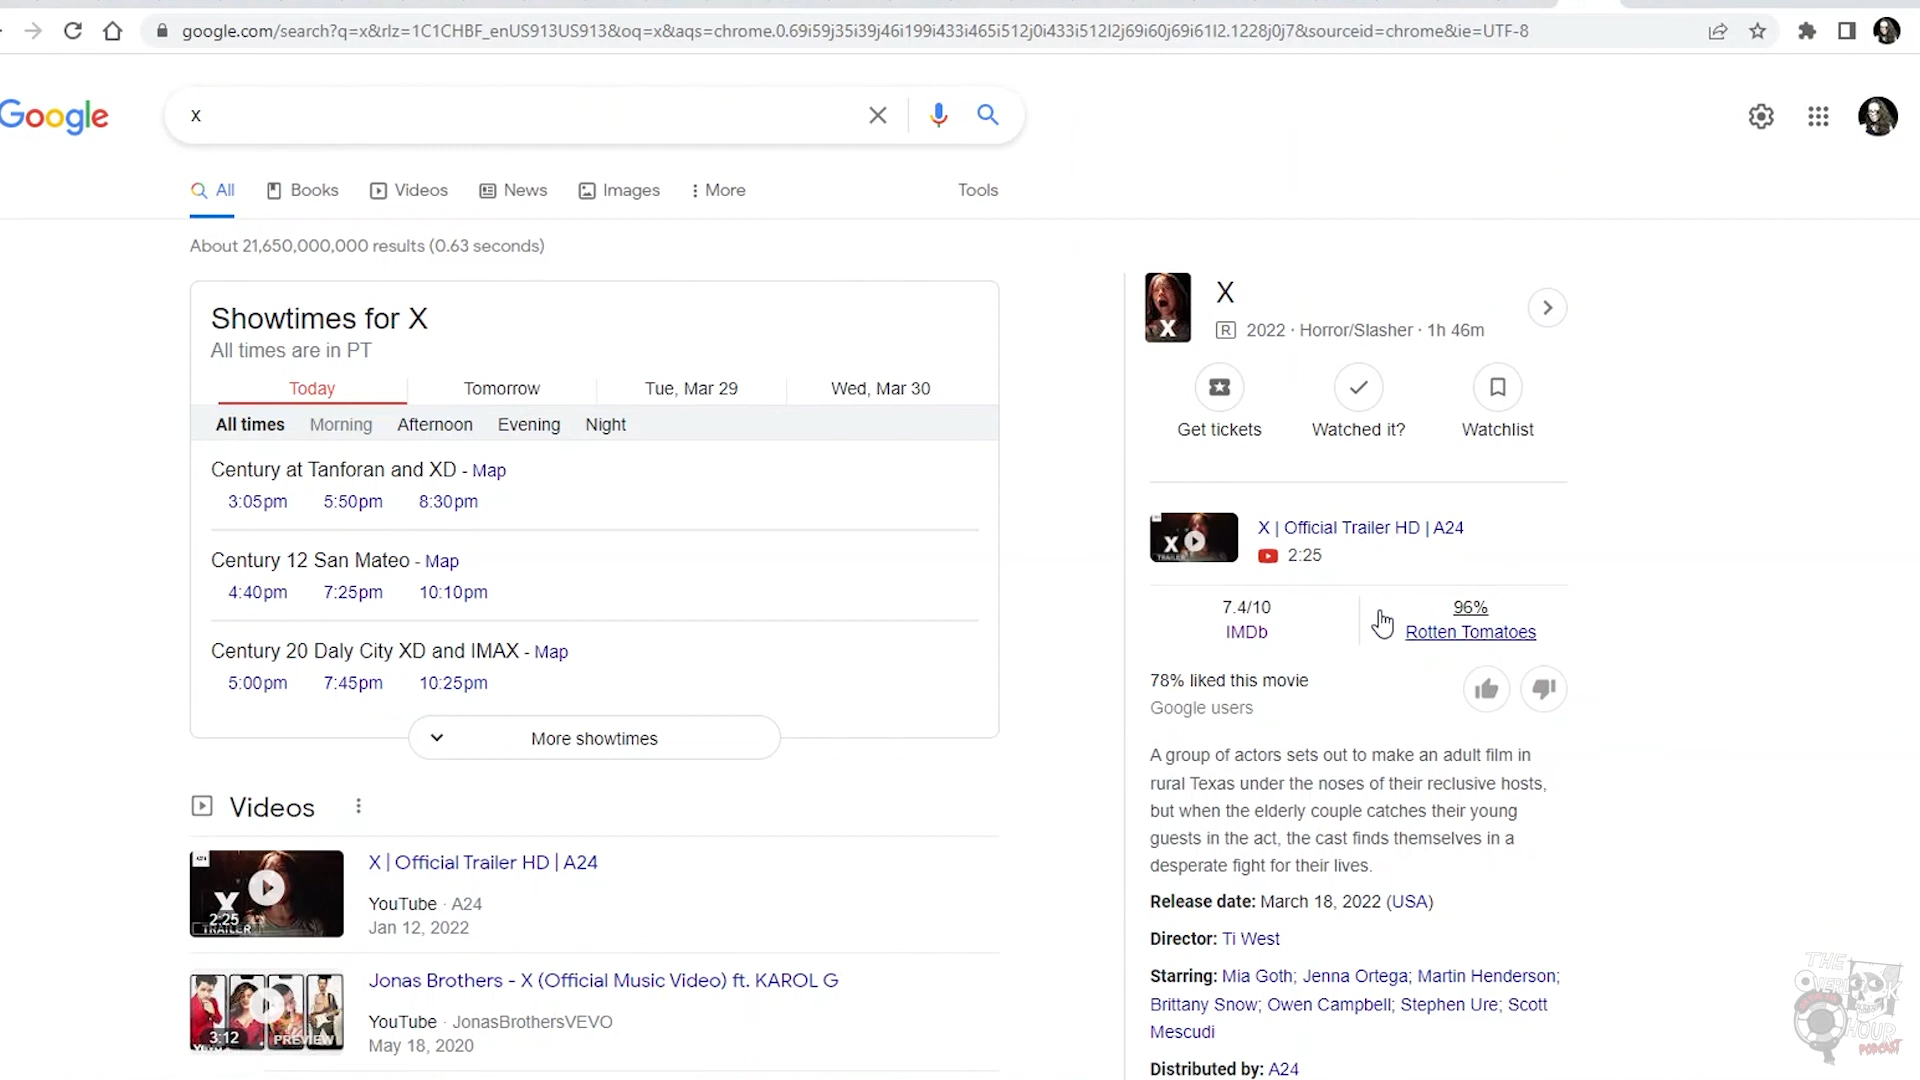 google.com/search?q=x&rlz=1C1CHBF_enUS913US913&oq=x&aqs=chrome.0.69i59j35i39j46i199i433i465i512j0i433i512l2j69i60j69i61l2.1228j0j7&sourceid=chrome&ie=UTF-8
Google
x
All
Books
Videos
News
Images
More
Tools
About 21,650,000,000 results (0.63 seconds)
Showtimes for X
All times are in PT
Today
Tomorrow
Tue, Mar 29
Wed, Mar 30
All times
Morning
Afternoon
Evening
Night
Century at Tanforan and XD - Map
3:05pm 5:50pm 8:30pm
Century 12 San Mateo - Map
4:40pm 7:25pm 10:10pm
Century 20 Daly City XD and IMAX - Map
5:00pm 7:45pm 10:25pm
More showtimes
Videos
X
2:25
TRAILER
X | Official Trailer HD | A24
YouTube · A24
Jan 12, 2022
3:12
PREVIEW
Jonas Brothers - X (Official Music Video) ft. KAROL G
YouTube · JonasBrothersVEVO
May 18, 2020
X
X
R 2022 · Horror/Slasher · 1h 46m
Get tickets
Watched it?
Watchlist
X
TRAILER
X | Official Trailer HD | A24
2:25
7.4/10
IMDb
96%
Rotten Tomatoes
78% liked this movie
Google users
A group of actors sets out to make an adult film in
rural Texas under the noses of their reclusive hosts,
but when the elderly couple catches their young
guests in the act, the cast finds themselves in a
desperate fight for their lives.
Release date: March 18, 2022 (USA)
Director: Ti West
Starring: Mia Goth; Jenna Ortega; Martin Henderson;
Brittany Snow; Owen Campbell; Stephen Ure; Scott
Mescudi
Distributed by: A24
THE
OVERLOOK
HOUR
PODCAST